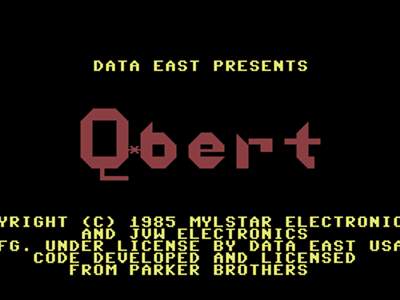 DATA EAST PRESENTS
Q*bert
YRIGHT (C) 1985 MYLSTAR ELECTRONIC
AND JVW ELECTRONICS
FG. UNDER LICENSE BY DATA EAST USA
CODE DEVELOPED AND LICENSED
FROM PARKER BROTHERS